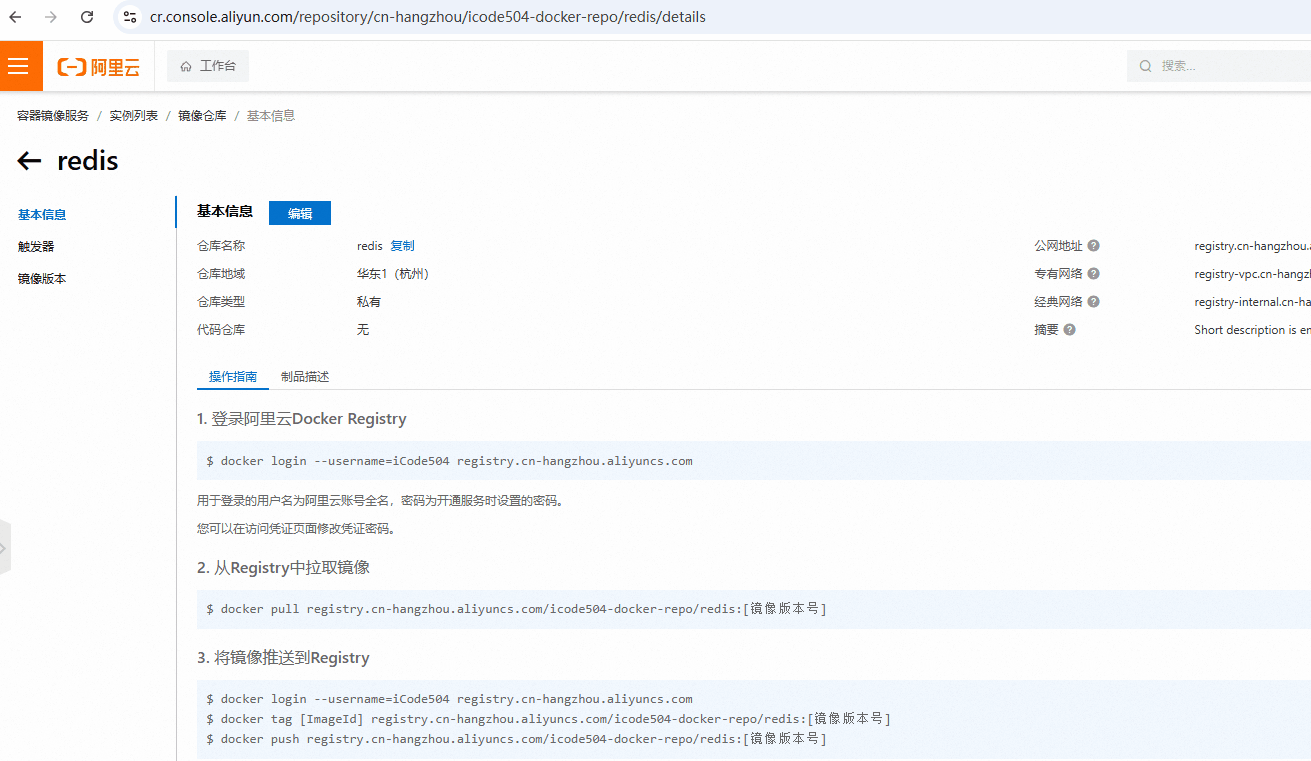 cr.console.aliyun.com/repository/cn-hangzhou/icode504-docker-repo/redis/details
阿里云
工作台
搜索...
容器镜像服务 / 实例列表 / 镜像仓库 / 基本信息
redis
基本信息
触发器
镜像版本
基本信息 编辑
仓库名称 redis 复制 公网地址 registry.cn-hangzhou.
仓库地域 华东1（杭州） 专有网络 registry-vpc.cn-hangz
仓库类型 私有 经典网络 registry-internal.cn-ha
代码仓库 无 摘要 Short description is
操作指南 制品描述
1. 登录阿里云Docker Registry
$ docker login --username=iCode504 registry.cn-hangzhou.aliyuncs.com
用于登录的用户名为阿里云账号全名，密码为开通服务时设置的密码。
您可以在访问凭证页面修改凭证密码。
2. 从Registry中拉取镜像
$ docker pull registry.cn-hangzhou.aliyuncs.com/icode504-docker-repo/redis:[镜像版本号]
3. 将镜像推送到Registry
$ docker login --username=iCode504 registry.cn-hangzhou.aliyuncs.com
$ docker tag [ImageId] registry.cn-hangzhou.aliyuncs.com/icode504-docker-repo/redis:[镜像版本号]
$ docker push registry.cn-hangzhou.aliyuncs.com/icode504-docker-repo/redis:[镜像版本号]